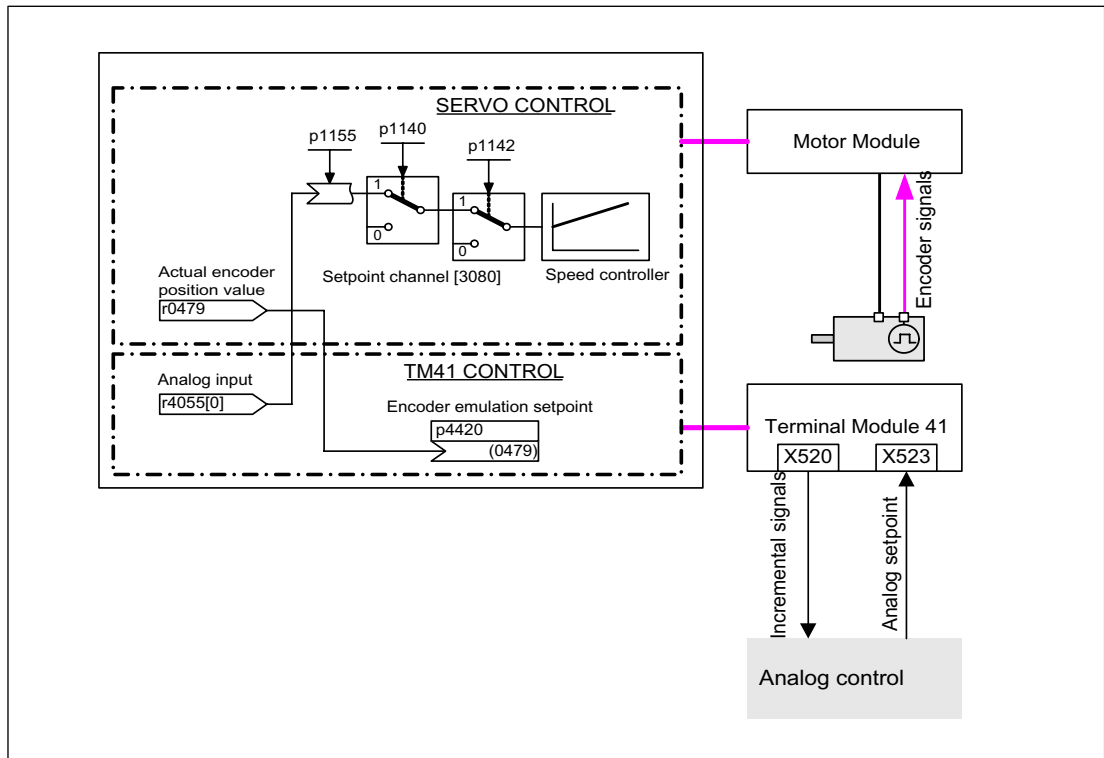 SERVO CONTROL
p1155
p1140
p1142
1
0
1
0
Setpoint channel [3080]
Speed controller
Actual encoder
position value
r0479
TM41 CONTROL
Analog input
r4055[0]
Encoder emulation setpoint
p4420
(0479)
Motor Module
Encoder signals
Terminal Module 41
X520
X523
Incremental signals
Analog setpoint
Analog control